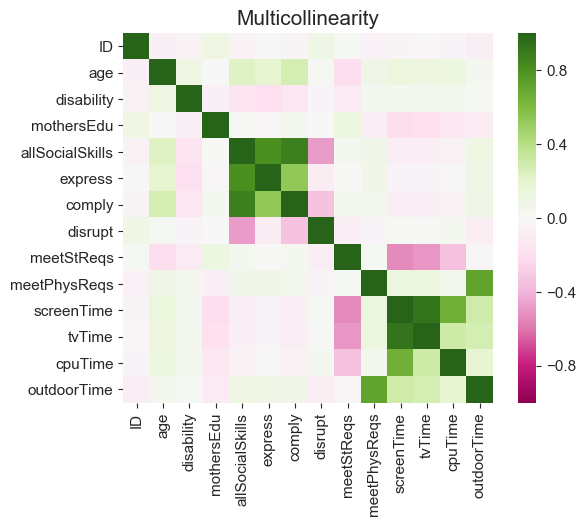 Multicollinearity
ID
age
disability
mothersEdu
allSocialSkills
express
comply
disrupt
meetStReqs
meetPhysReqs
screenTime
tvTime
cpuTime
outdoorTime
ID
age
disability
mothersEdu
allSocialSkills
express
comply
disrupt
meetStReqs
meetPhysReqs
screenTime
tvTime
cpuTime
outdoorTime
0.8
0.4
0.0
−0.4
−0.8